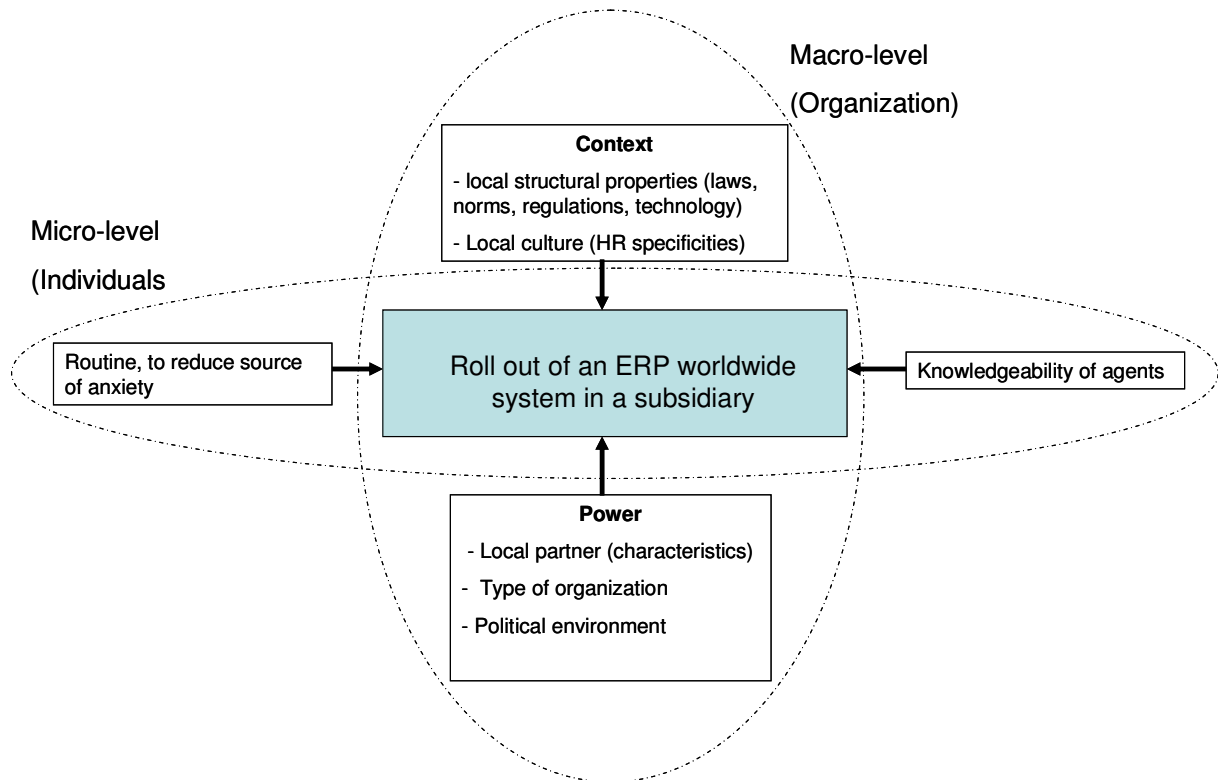 Macro-level
(Organization)
Context
- local structural properties (laws,
norms, regulations, technology)
- Local culture (HR specificities)
Micro-level
(Individuals
Routine, to reduce source
of anxiety
Roll out of an ERP worldwide
system in a subsidiary
Knowledgeability of agents
Power
- Local partner (characteristics)
- Type of organization
- Political environment